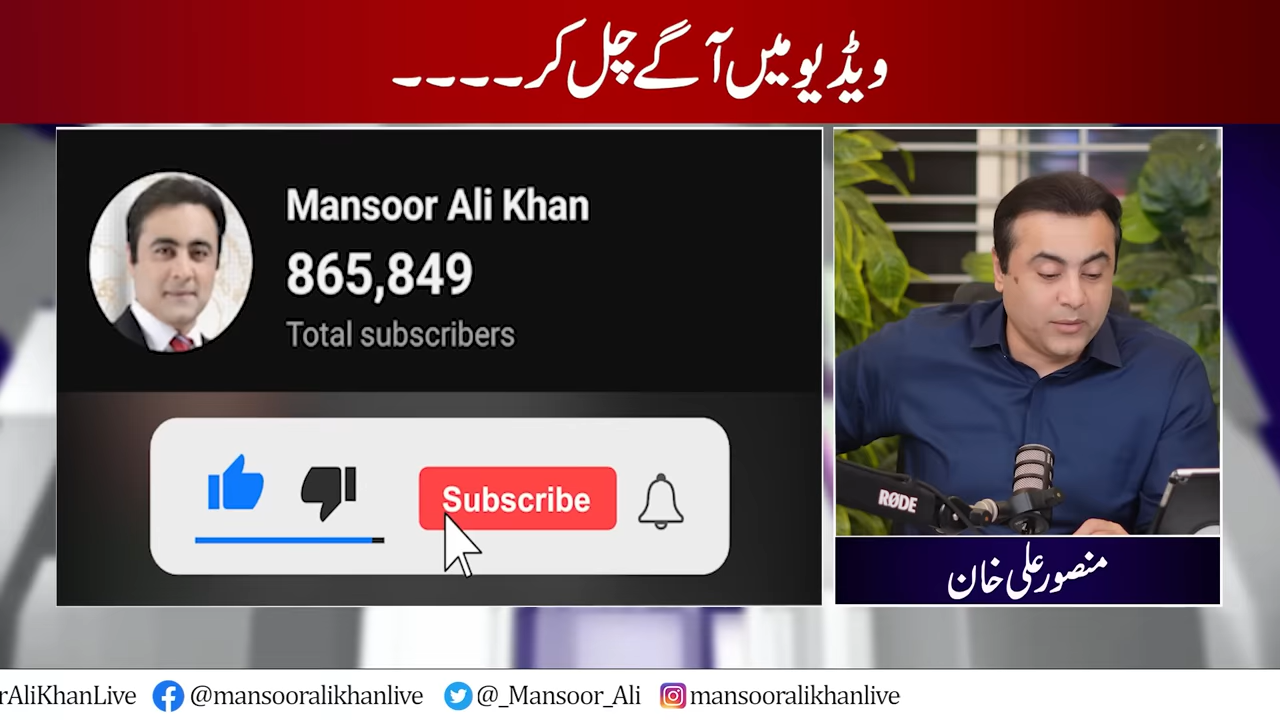 ویڈیو میں آگے چل کر ۔۔۔۔
Mansoor Ali Khan
865,849
Total subscribers
Subscribe
RØDE
منصور علی خان
rAliKhanLive @mansooralikhanlive @_Mansoor_Ali mansooralikhanlive